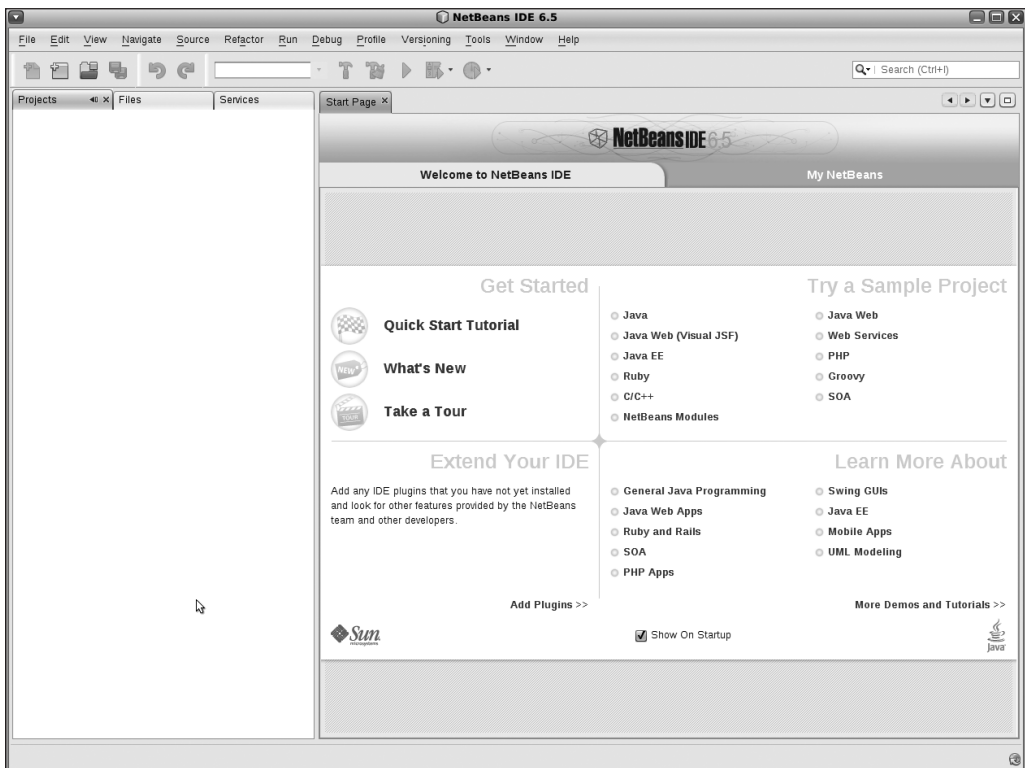 NetBeans IDE 6.5
File Edit View Navigate Source Refactor Run Debug Profile Versioning Tools Window Help
Search (Ctrl+I)
Projects Files Services
Start Page
NetBeans IDE 6.5
Welcome to NetBeans IDE My NetBeans
Get Started
Quick Start Tutorial
NEW What's New
TOUR Take a Tour
Try a Sample Project
Java Java Web
Java Web (Visual JSF) Web Services
Java EE PHP
Ruby Groovy
C/C++ SOA
NetBeans Modules
Extend Your IDE
Add any IDE plugins that you have not yet installed
and look for other features provided by the NetBeans
team and other developers.
Add Plugins >>
Learn More About
General Java Programming Swing GUIs
Java Web Apps Java EE
Ruby and Rails Mobile Apps
SOA UML Modeling
PHP Apps
More Demos and Tutorials >>
Sun
microsystems
Show On Startup
Java